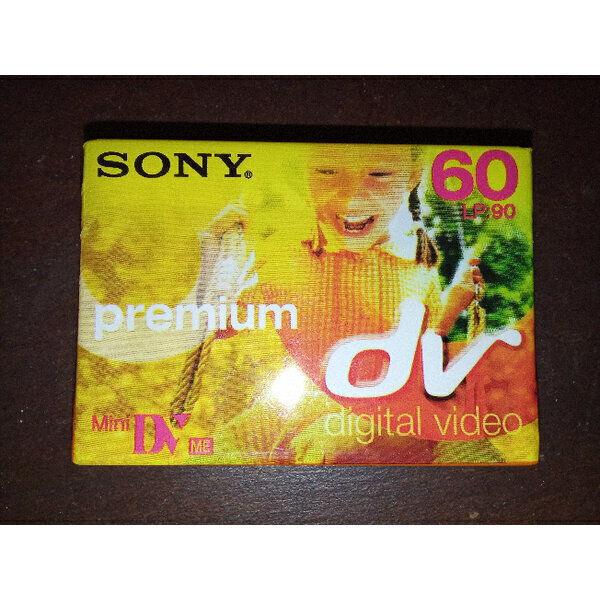 SONY®
60
LP:90
premium
dv
digital video
Mini DV ME